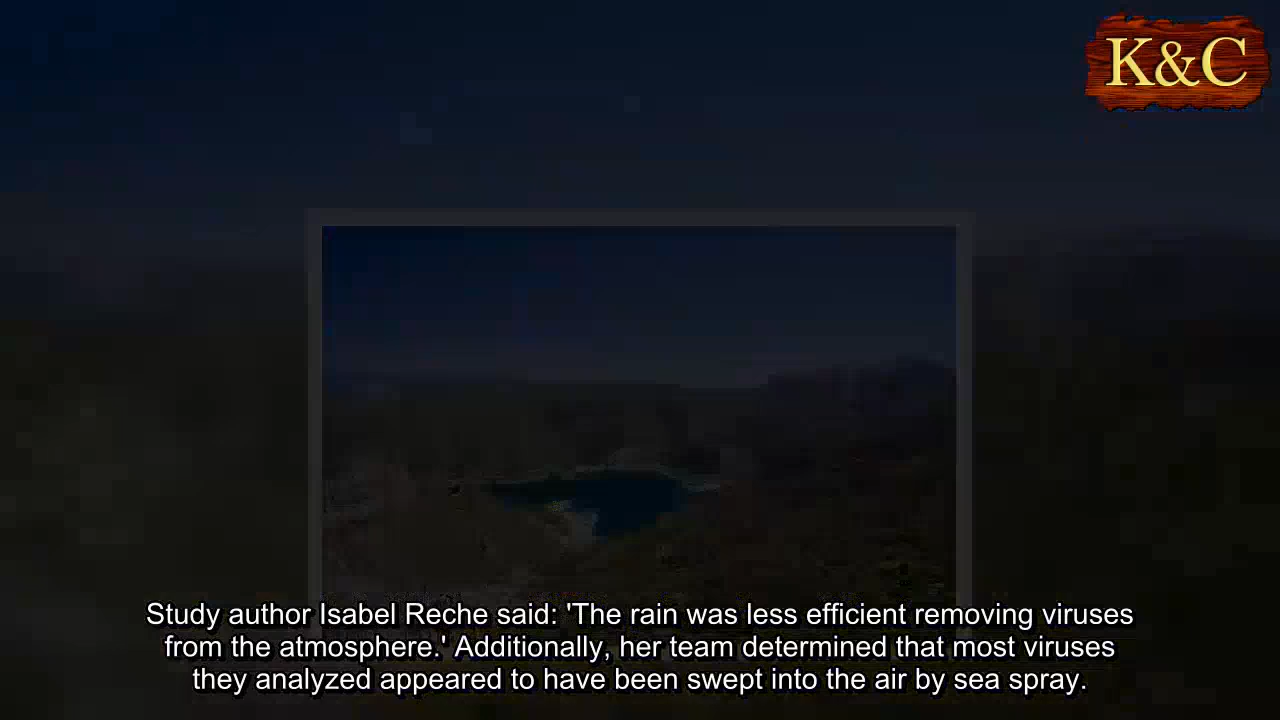 K&C
Study author Isabel Reche said: 'The rain was less efficient removing viruses
from the atmosphere.' Additionally, her team determined that most viruses
they analyzed appeared to have been swept into the air by sea spray.